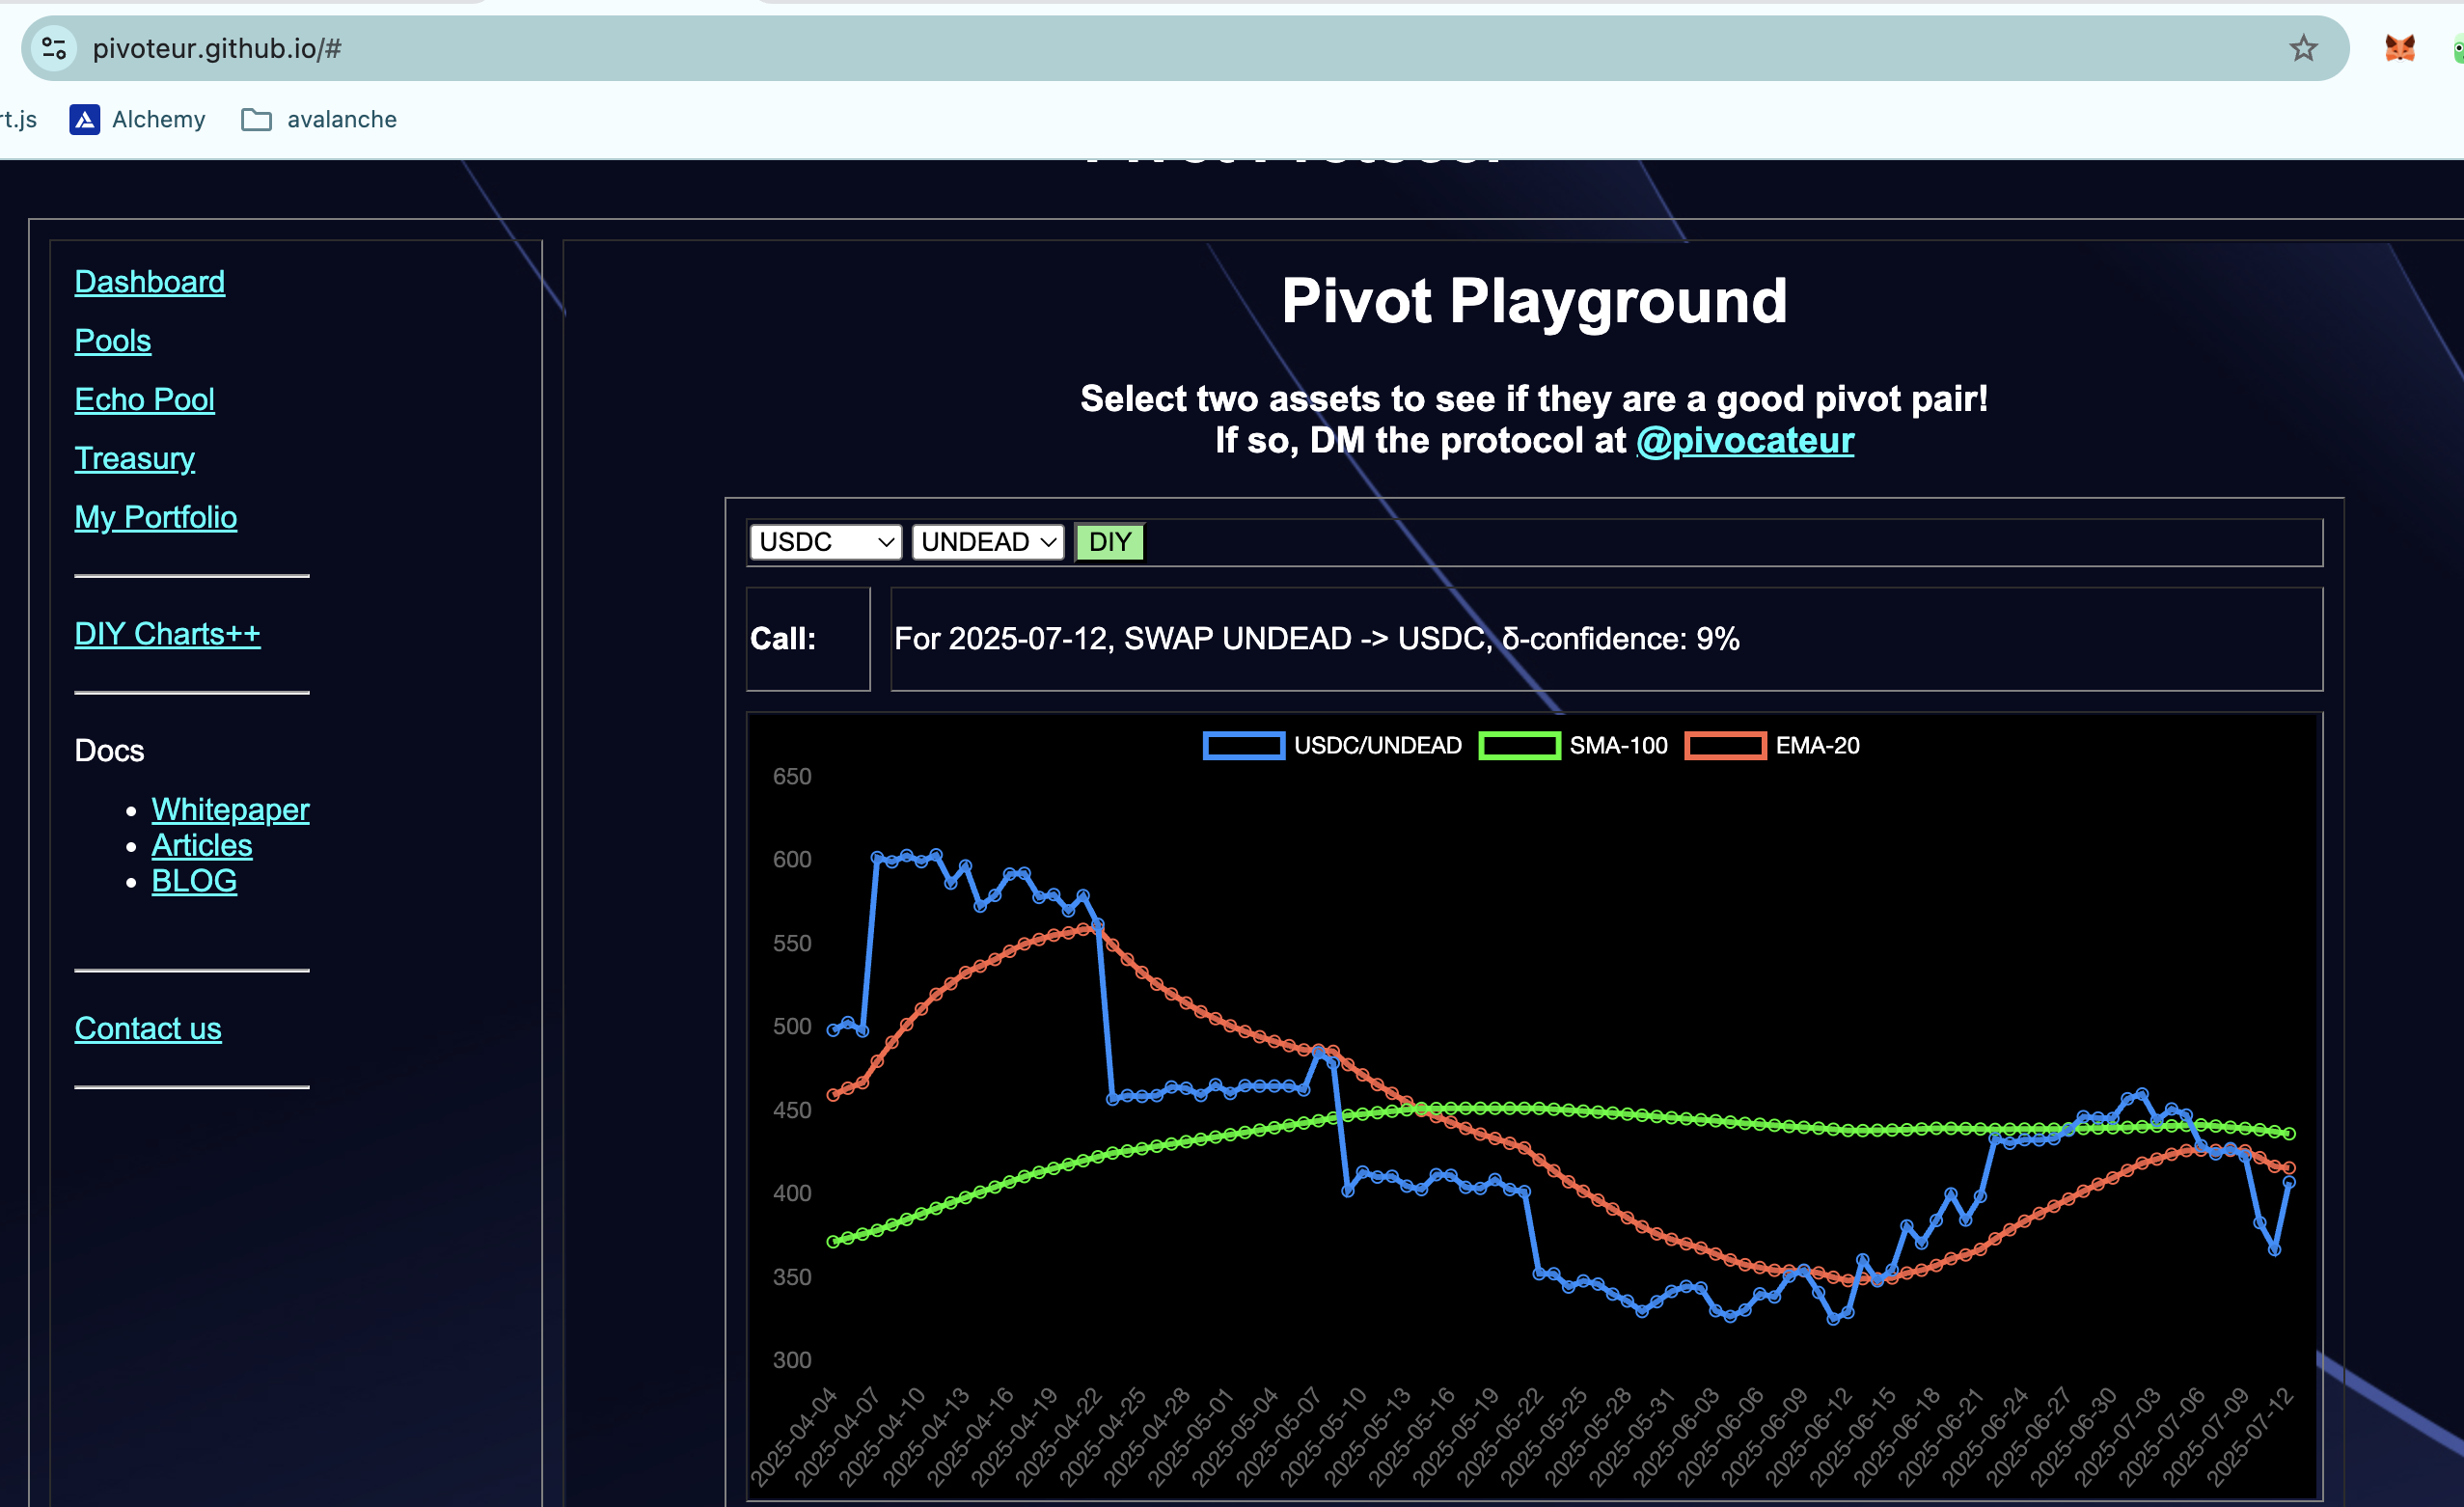 pivoteur.github.io/#
rt.js Alchemy avalanche
Dashboard
Pools
Echo Pool
Treasury
My Portfolio
DIY Charts++
Docs
Whitepaper
Articles
BLOG
Contact us
Pivot Playground
Select two assets to see if they are a good pivot pair!
If so, DM the protocol at @pivocateur
USDC UNDEAD DIY
Call: For 2025-07-12, SWAP UNDEAD -> USDC, δ-confidence: 9%
USDC/UNDEAD SMA-100 EMA-20
650
600
550
500
450
400
350
300
2025-04-04 2025-04-07 2025-04-10 2025-04-13 2025-04-16 2025-04-19 2025-04-22 2025-04-25 2025-04-28 2025-05-01 2025-05-04 2025-05-07 2025-05-10 2025-05-13 2025-05-16 2025-05-19 2025-05-22 2025-05-25 2025-05-28 2025-05-31 2025-06-03 2025-06-06 2025-06-09 2025-06-12 2025-06-15 2025-06-18 2025-06-21 2025-06-24 2025-06-27 2025-06-30 2025-07-03 2025-07-06 2025-07-09 2025-07-12